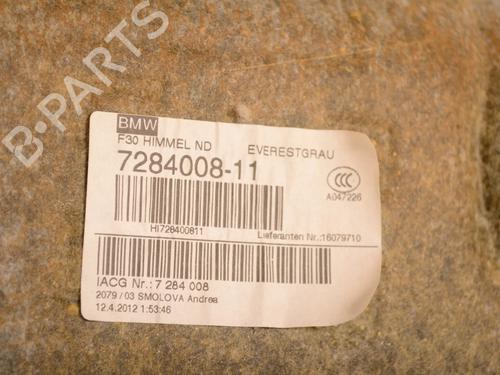 B-PARTS
BMW
F30 HIMMEL ND EVERESTGRAU
7284008-11
CCC
A047226
HI728400811
Lieferanten Nr.:16079710
IACG Nr.: 7 284 008
2079 / 03 SMOLOVA Andrea
12.4.2012 1:53:46